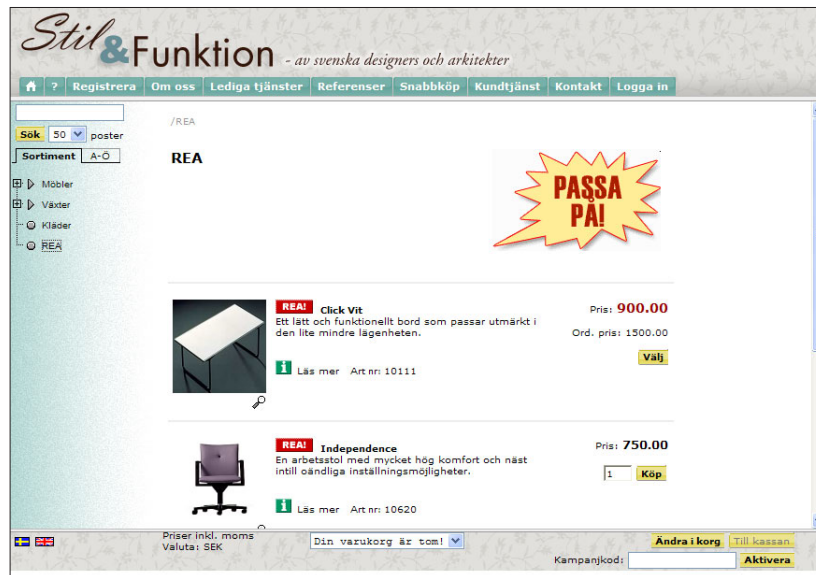 Stil&Funktion - av svenska designers och arkitekter
? Registrera Om oss Lediga tjänster Referenser Snabbköp Kundtjänst Kontakt Logga in
Sök 50 poster
Sortiment A-Ö
Möbler
Växter
Kläder
REA
/REA
REA
PASSA
PÅ!
REA! Click Vit
Ett lätt och funktionellt bord som passar utmärkt i
den lite mindre lägenheten.
Läs mer Art nr: 10111
Pris: 900.00
Ord. pris: 1500.00
Välj
REA! Independence
En arbetsstol med mycket hög komfort och näst
intill oändliga inställningsmöjligheter.
Läs mer Art nr: 10620
Pris: 750.00
1 Köp
Priser inkl. moms
Valuta: SEK
Din varukorg är tom!
Ändra i korg Till kassan
Kampanjkod: Aktivera